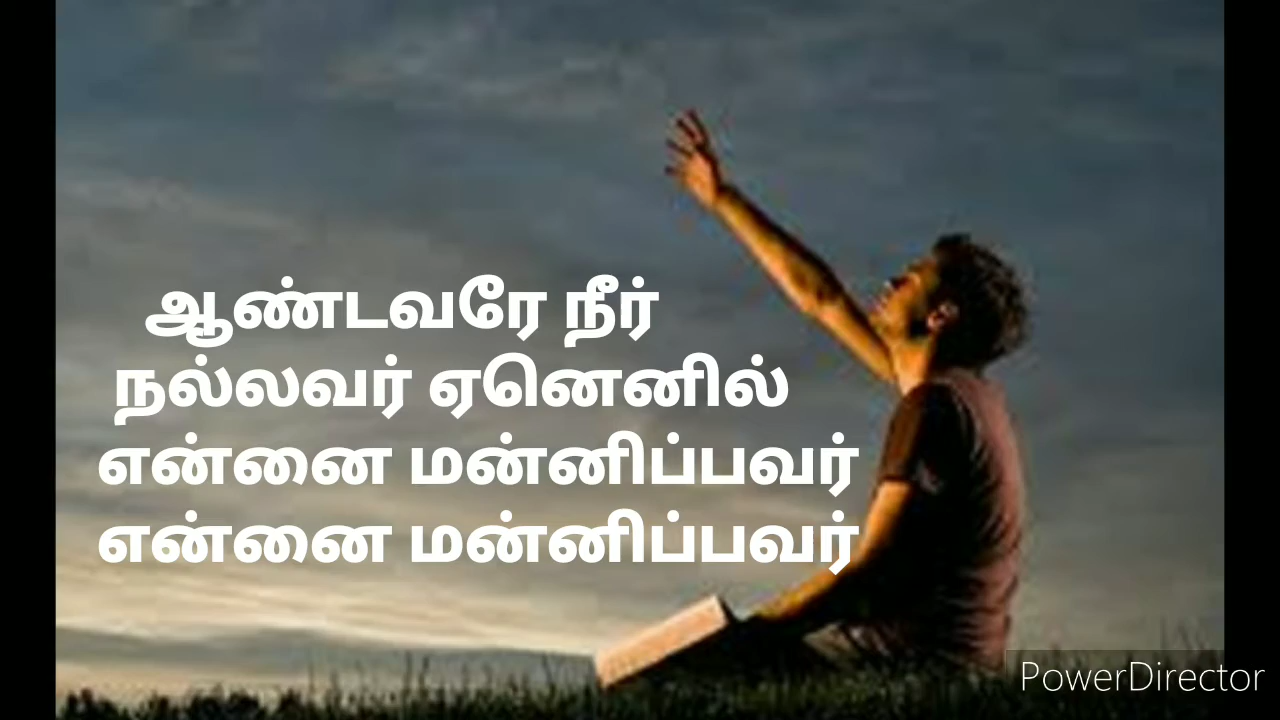 ஆண்டவரே நீர்
நல்லவர் ஏனெனில்
என்னை மன்னிப்பவர்
என்னை மன்னிப்பவர்
PowerDirector